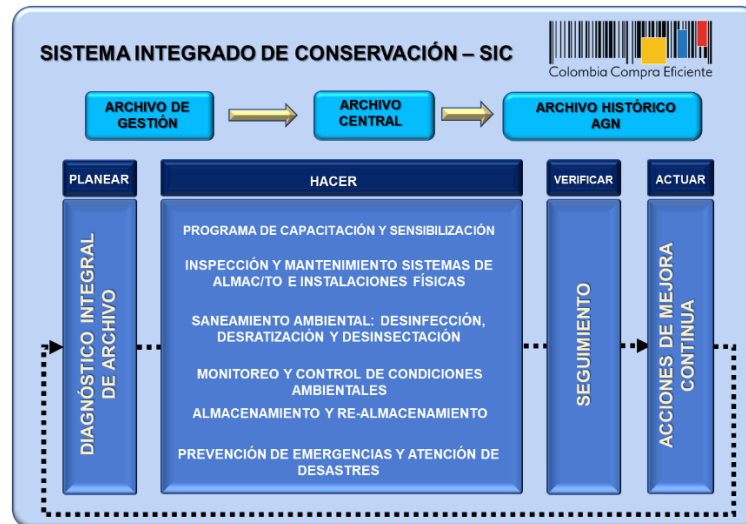 SISTEMA INTEGRADO DE CONSERVACIÓN – SIC
Colombia Compra Eficiente
ARCHIVO DE
GESTIÓN
ARCHIVO
CENTRAL
ARCHIVO HISTÓRICO
AGN
PLANEAR
HACER
VERIFICAR
ACTUAR
DIAGNÓSTICO INTEGRAL
DE ARCHIVO
PROGRAMA DE CAPACITACIÓN Y SENSIBILIZACIÓN
INSPECCIÓN Y MANTENIMIENTO SISTEMAS DE
ALMAC/TO E INSTALACIONES FÍSICAS
SANEAMIENTO AMBIENTAL: DESINFECCIÓN,
DESRATIZACIÓN Y DESINSECTACIÓN
MONITOREO Y CONTROL DE CONDICIONES
AMBIENTALES
ALMACENAMIENTO Y RE-ALMACENAMIENTO
PREVENCIÓN DE EMERGENCIAS Y ATENCIÓN DE
DESASTRES
SEGUIMIENTO
ACCIONES DE MEJORA
CONTINUA